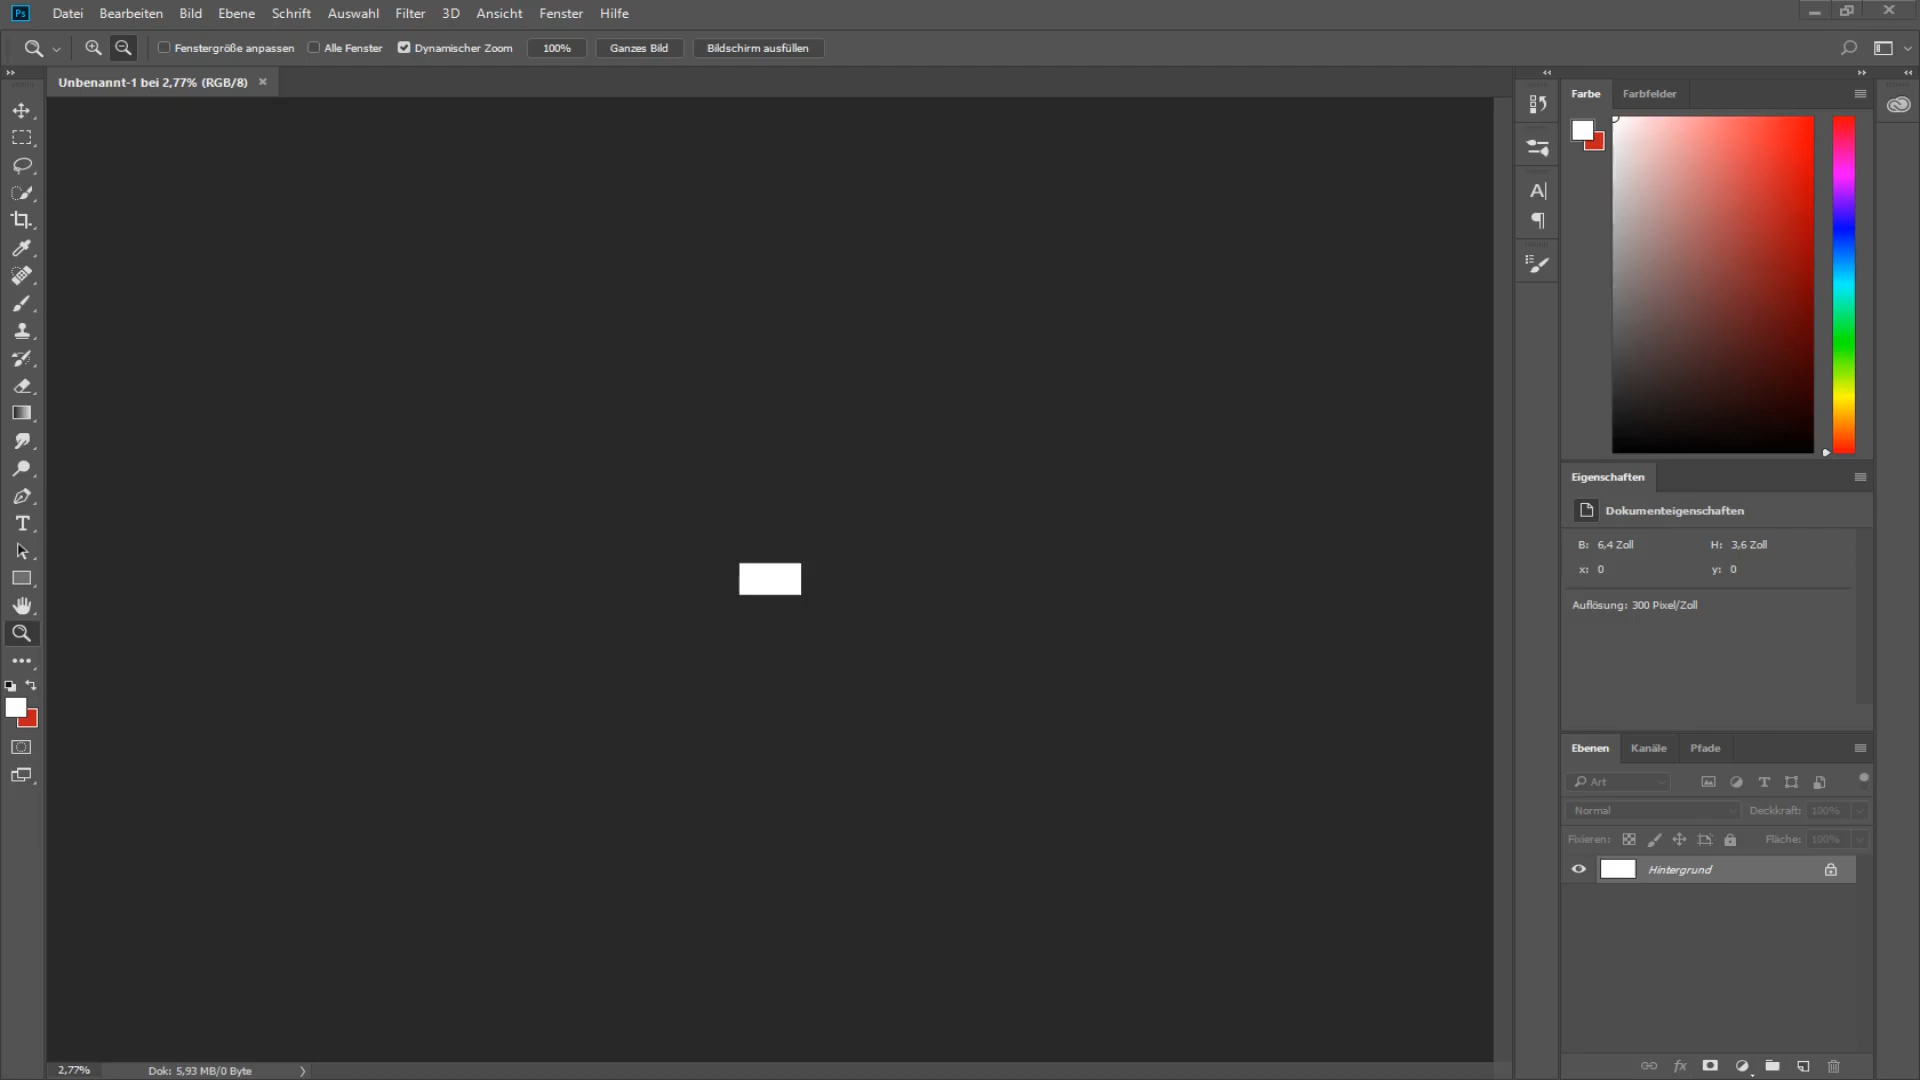 Ps Datei Bearbeiten Bild Ebene Schrift Auswahl Filter 3D Ansicht Fenster Hilfe
Fenstergröße anpassen Alle Fenster Dynamischer Zoom 100% Ganzes Bild Bildschirm ausfüllen
Unbenannt-1 bei 2,77% (RGB/8)
Farbe Farbfelder
Eigenschaften
Dokumenteigenschaften
B: 6,4 Zoll H: 3,6 Zoll
x: 0 y: 0
Auflösung: 300 Pixel/Zoll
Ebenen Kanäle Pfade
Art
Normal Deckkraft: 100%
Fixieren: Fläche: 100%
Hintergrund
fx
2,77% Dok: 5,93 MB/0 Byte